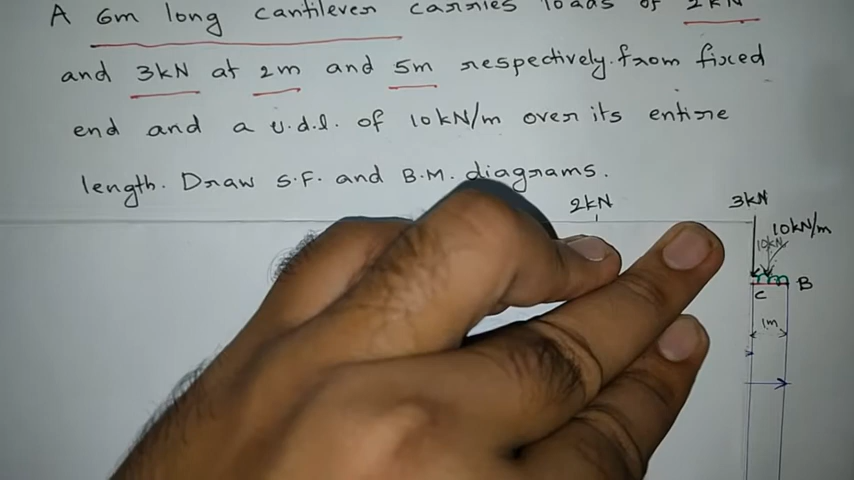 A 6m long cantilever carries loads of 2kN
and 3kN at 2m and 5m respectively.from fixed
end and a u.d.l. of 10kN/m over its entire
length. Draw S.F. and B.M. diagrams.
2kN
3kN
10kN/m
10kN
C
B
1m